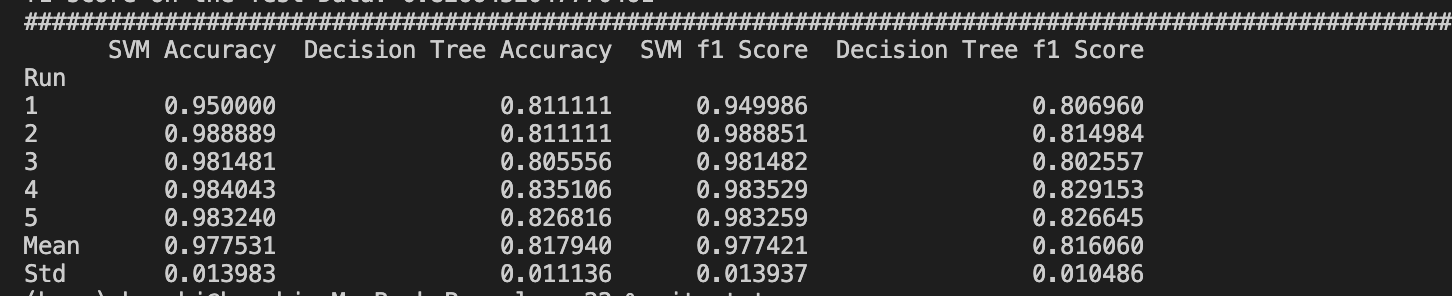 ################################################################################################
SVM Accuracy Decision Tree Accuracy SVM f1 Score Decision Tree f1 Score
Run
1 0.950000 0.811111 0.949986 0.806960
2 0.988889 0.811111 0.988851 0.814984
3 0.981481 0.805556 0.981482 0.802557
4 0.984043 0.835106 0.983529 0.829153
5 0.983240 0.826816 0.983259 0.826645
Mean 0.977531 0.817940 0.977421 0.816060
Std 0.013983 0.011136 0.013937 0.010486